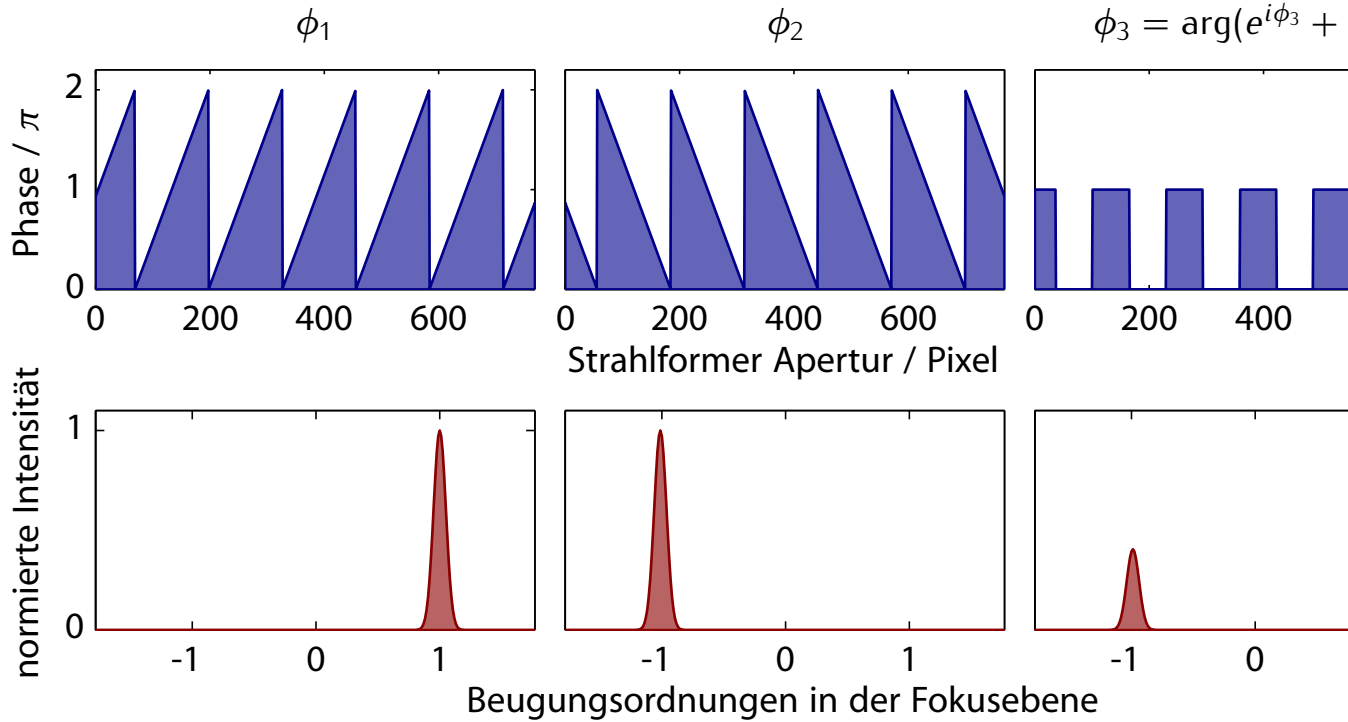 ϕ1 ϕ2 ϕ3 = arg(e^{iϕ3} +
Phase / π
2
1
0
0 200 400 600 0 200 400 600 0 200 400
Strahlformer Apertur / Pixel
normierte Intensität
1
0
-1 0 1 -1 0 1 -1 0
Beugungsordnungen in der Fokusebene